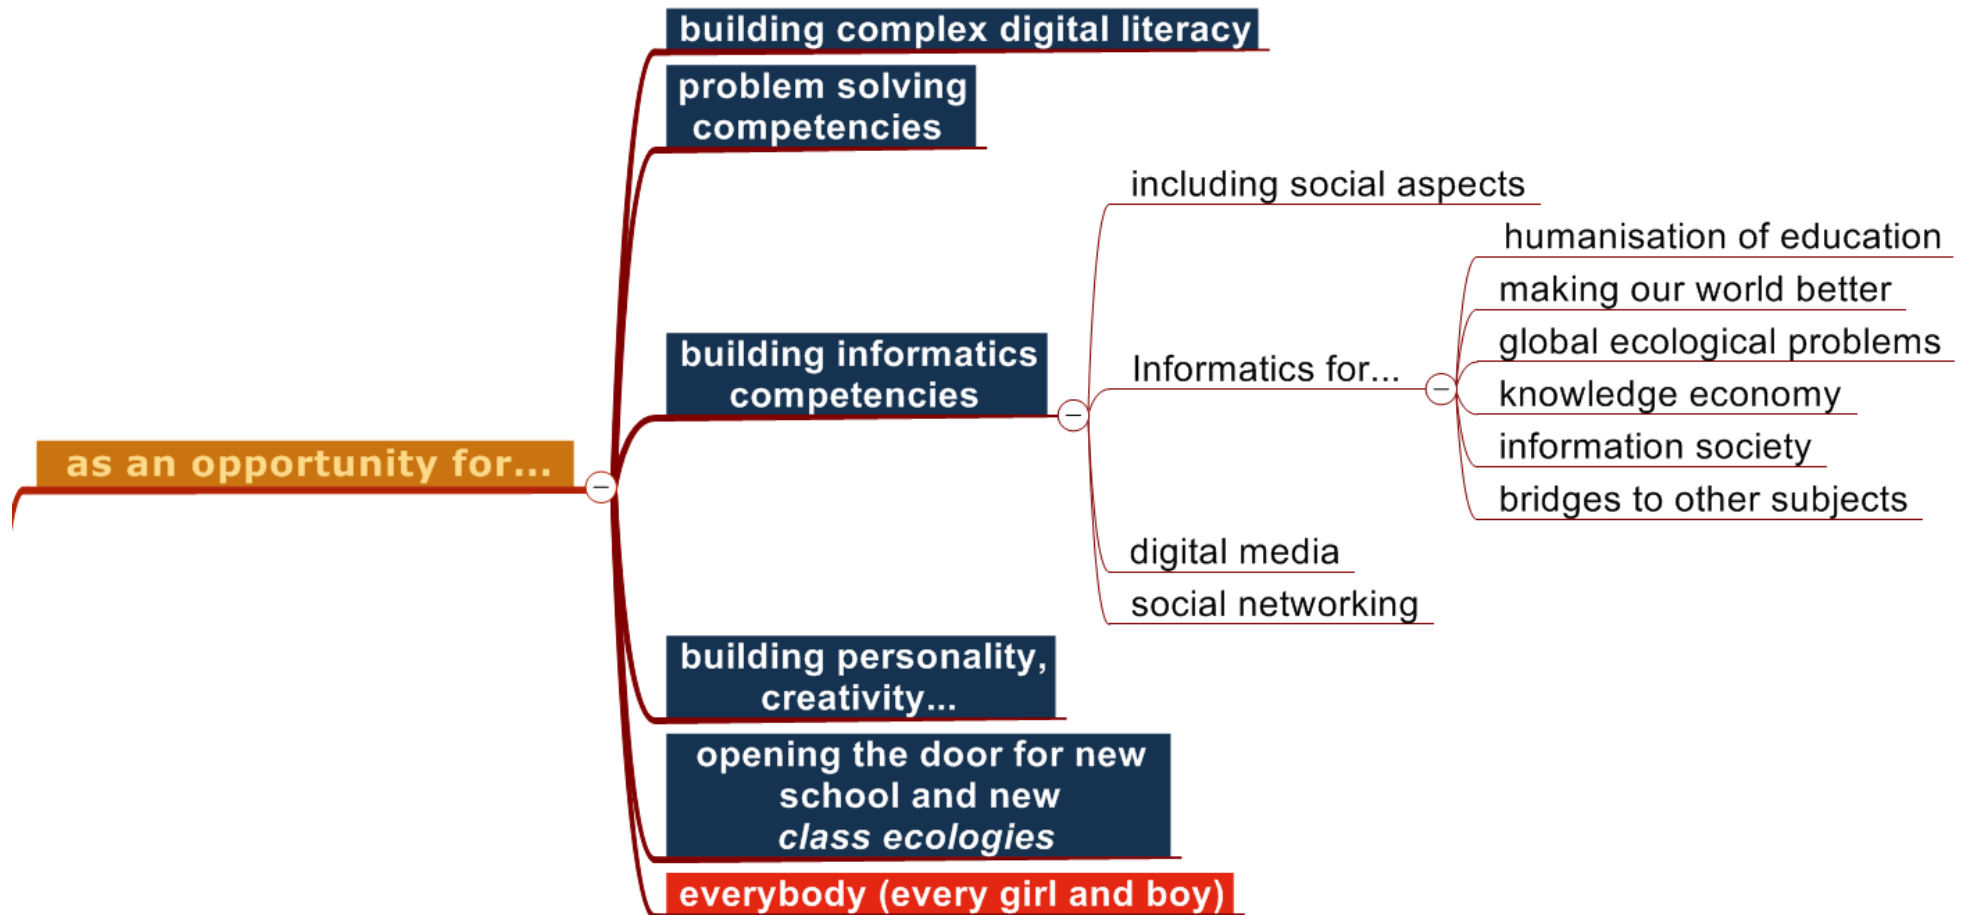 building complex digital literacy
problem solving
competencies
including social aspects
humanisation of education
making our world better
global ecological problems
building informatics
competencies
Informatics for...
knowledge economy
information society
bridges to other subjects
as an opportunity for...
digital media
social networking
building personality,
creativity...
opening the door for new
school and new
class ecologies
everybody (every girl and boy)